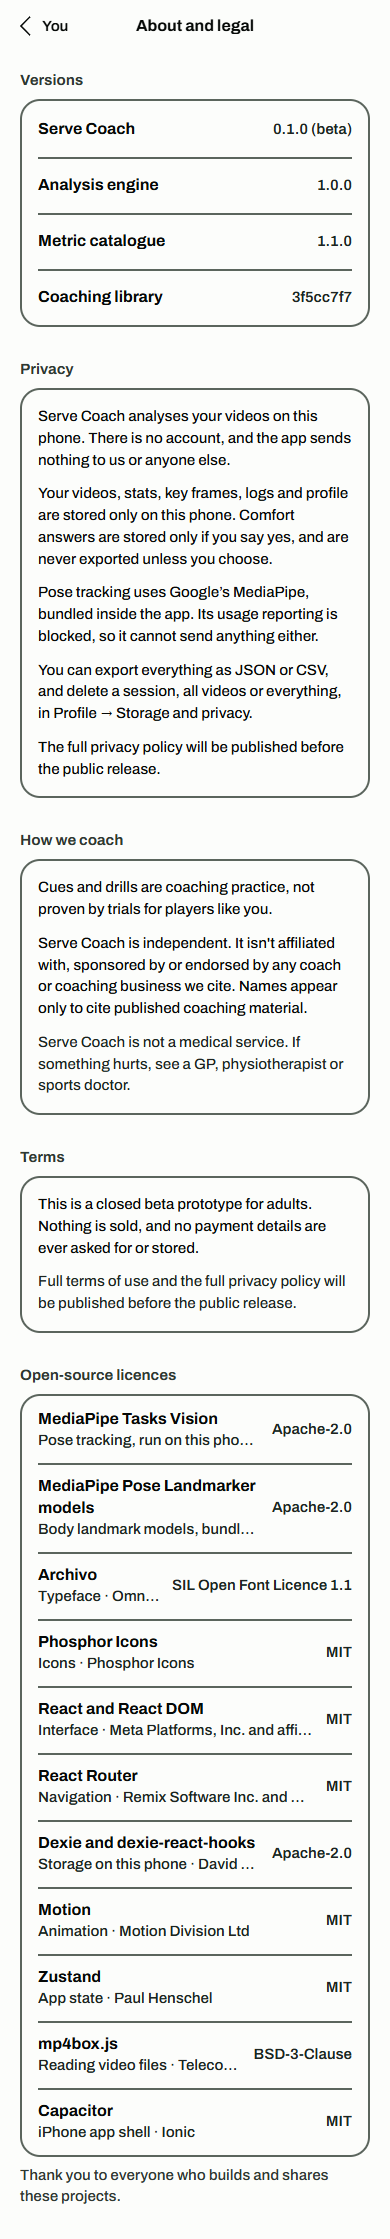 You
About and legal
Versions
Serve Coach 0.1.0 (beta)
Analysis engine 1.0.0
Metric catalogue 1.1.0
Coaching library 3f5cc7f7
Privacy
Serve Coach analyses your videos on this
phone. There is no account, and the app sends
nothing to us or anyone else.
Your videos, stats, key frames, logs and profile
are stored only on this phone. Comfort
answers are stored only if you say yes, and are
never exported unless you choose.
Pose tracking uses Google’s MediaPipe,
bundled inside the app. Its usage reporting is
blocked, so it cannot send anything either.
You can export everything as JSON or CSV,
and delete a session, all videos or everything,
in Profile → Storage and privacy.
The full privacy policy will be published before
the public release.
How we coach
Cues and drills are coaching practice, not
proven by trials for players like you.
Serve Coach is independent. It isn't affiliated
with, sponsored by or endorsed by any coach
or coaching business we cite. Names appear
only to cite published coaching material.
Serve Coach is not a medical service. If
something hurts, see a GP, physiotherapist or
sports doctor.
Terms
This is a closed beta prototype for adults.
Nothing is sold, and no payment details are
ever asked for or stored.
Full terms of use and the full privacy policy will
be published before the public release.
Open-source licences
MediaPipe Tasks Vision
Pose tracking, run on this pho…
Apache-2.0
MediaPipe Pose Landmarker
models
Body landmark models, bundl…
Apache-2.0
Archivo
Typeface · Omn…
SIL Open Font Licence 1.1
Phosphor Icons
Icons · Phosphor Icons
MIT
React and React DOM
Interface · Meta Platforms, Inc. and affi…
MIT
React Router
Navigation · Remix Software Inc. and …
MIT
Dexie and dexie-react-hooks
Storage on this phone · David …
Apache-2.0
Motion
Animation · Motion Division Ltd
MIT
Zustand
App state · Paul Henschel
MIT
mp4box.js
Reading video files · Teleco…
BSD-3-Clause
Capacitor
iPhone app shell · Ionic
MIT
Thank you to everyone who builds and shares
these projects.